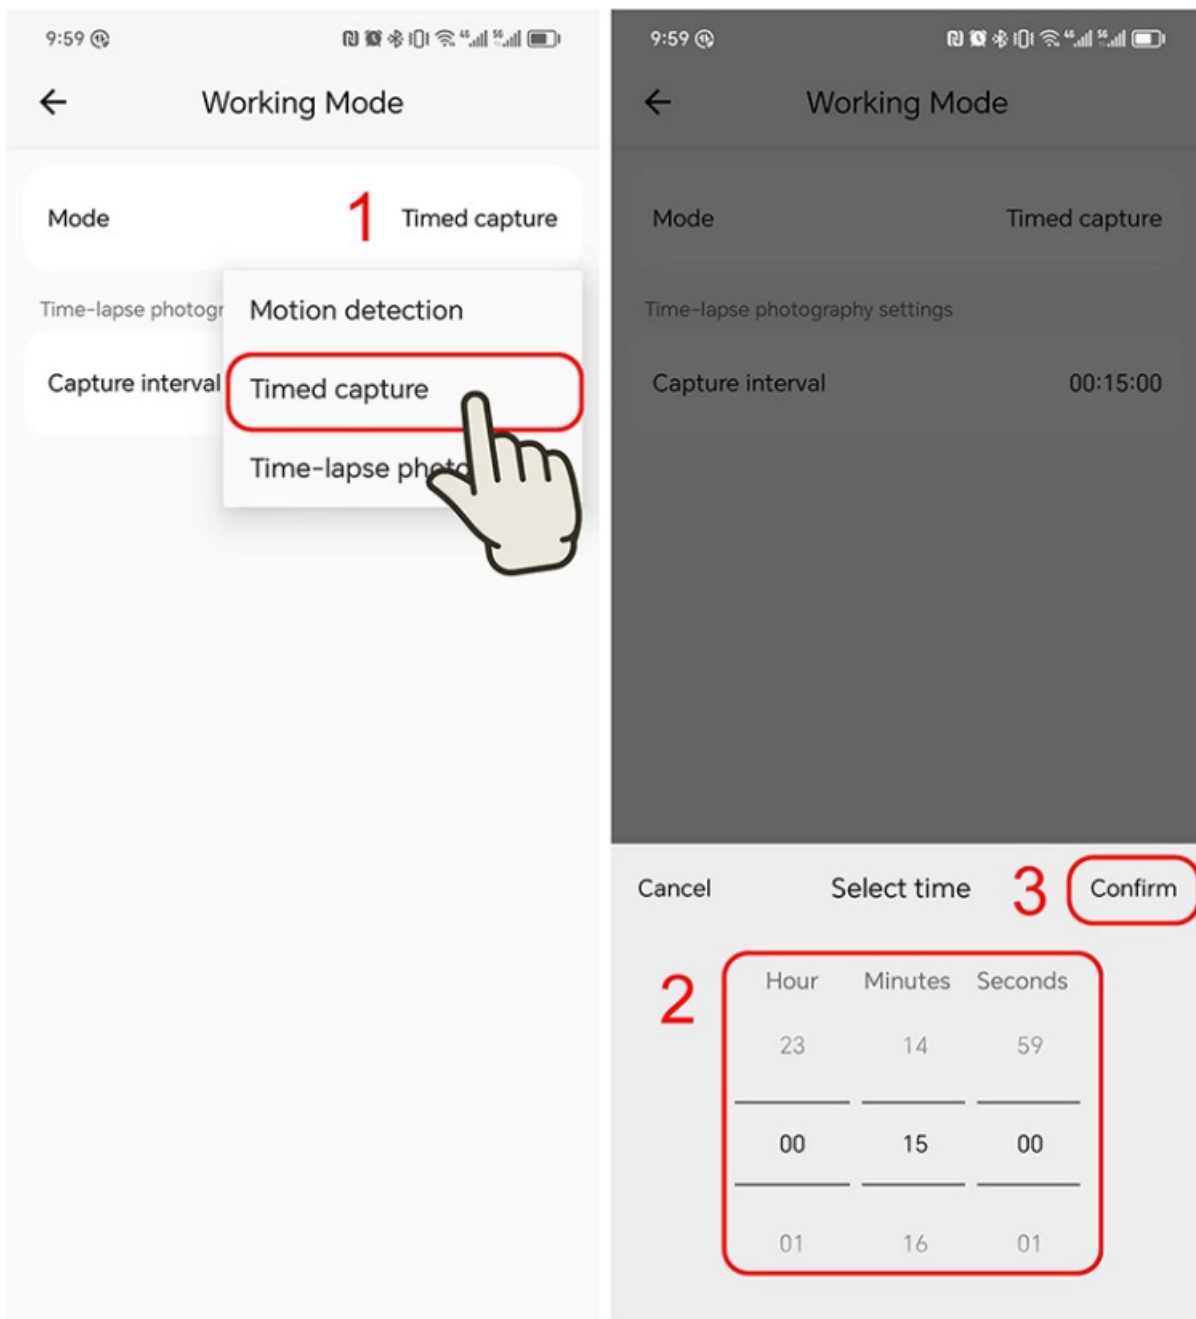 9:59
Working Mode
Mode
1
Timed capture
Time-lapse photogr
Motion detection
Capture interval
Timed capture
Time-lapse photo
9:59
Working Mode
Mode
Timed capture
Time-lapse photography settings
Capture interval
00:15:00
Cancel
Select time
3
Confirm
2
Hour Minutes Seconds
23 14 59
00 15 00
01 16 01